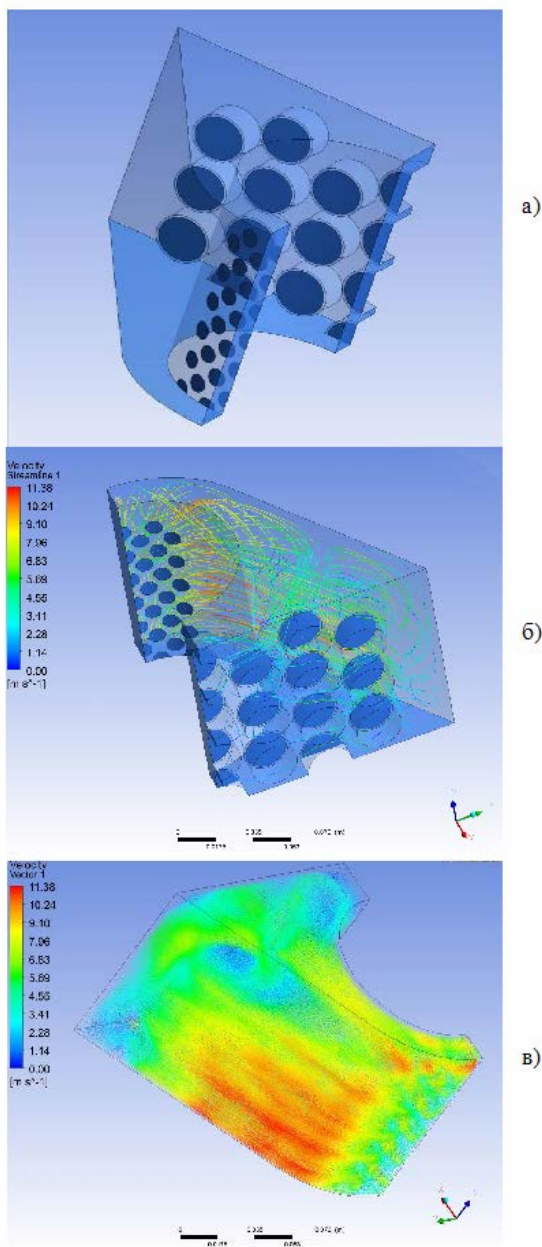 а)
Velocity
Streamline 1
11.38
10.24
9.10
7.96
6.83
5.69
4.55
3.41
2.28
1.14
0.00
[m s^-1]
б)
0
(m)
Velocity
Vector 1
11.38
10.24
9.10
7.96
6.83
5.69
4.55
3.41
2.28
1.14
0.00
[m s^-1]
в)
0
(m)